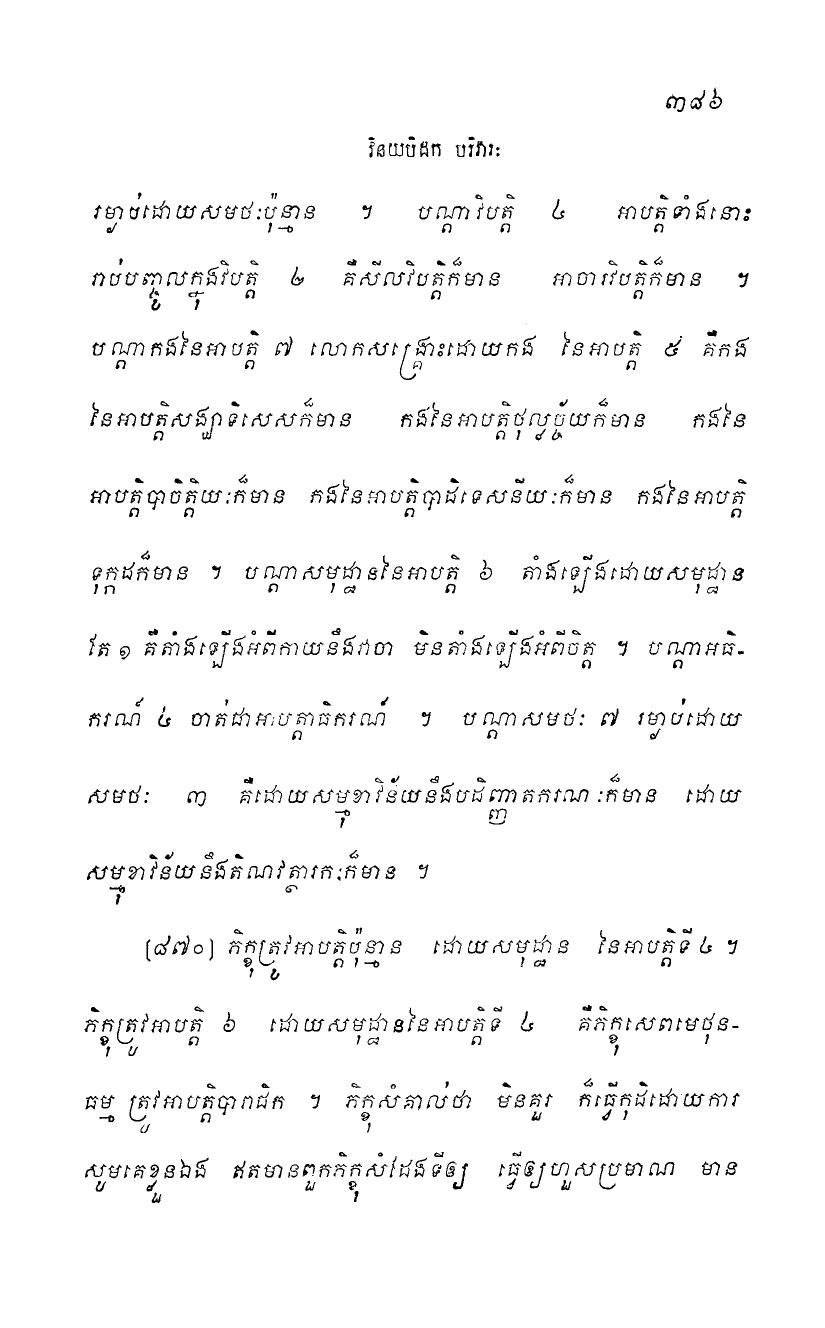 ៣៨៦
វិនយបិដក បរិវារៈ
រម្ងាប់ដោយសមថៈប៉ុន្មាន ។ បណ្តាវិបត្តិ ៤ អាបត្តិទាំងនោះ
រាប់បញ្ចូលក្នុងវិបត្តិ ២ គឺសីលវិបត្តិក៏មាន អាចារវិបត្តិក៏មាន ។
បណ្តាកងនៃអាបត្តិ ៧ លោកសង្គ្រោះដោយកង នៃអាបត្តិ ៥ គឺកង
នៃអាបត្តិសង្ឃាទិសេសក៏មាន កងនៃអាបត្តិថុល្លច្ច័យក៏មាន កងនៃ
អាបត្តិបាចិត្តិយៈក៏មាន កងនៃអាបត្តិបាដិទេសនីយៈក៏មាន កងនៃអាបត្តិ
ទុក្កដក៏មាន ។ បណ្តាសមុដ្ឋាននៃអាបត្តិ ៦ តាំងឡើងដោយសមុដ្ឋាន
តែ ១ គឺតាំងឡើងអំពីកាយនឹងវាចា មិនតាំងឡើងអំពីចិត្ត ។ បណ្តាអធិ-
ករណ៍ ៤ ចាត់ជាអាបត្តាធិករណ៍ ។ បណ្តាសមថៈ ៧ រម្ងាប់ដោយ
សមថៈ ៣ គឺដោយសម្មុខាវិន័យនឹងបដិញ្ញាតករណៈក៏មាន ដោយ
សម្មុខាវិន័យនឹងតិណវត្ថារកៈក៏មាន ។
[៨៧០] ភិក្ខុត្រូវអាបត្តិប៉ុន្មាន ដោយសមុដ្ឋាន នៃអាបត្តិទី ៤ ។
ភិក្ខុត្រូវអាបត្តិ ៦ ដោយសមុដ្ឋាននៃអាបត្តិទី ៤ គឺភិក្ខុសេពមេថុន-
ធម្ម ត្រូវអាបត្តិបារាជិក ។ ភិក្ខុសំគាល់ថា មិនគួរ ក៏ធ្វើកុដិដោយការ
សូមគេខ្លួនឯង ឥតមានពួកភិក្ខុសំដែងទីឲ្យ ធ្វើឲ្យហួសប្រមាណ មាន